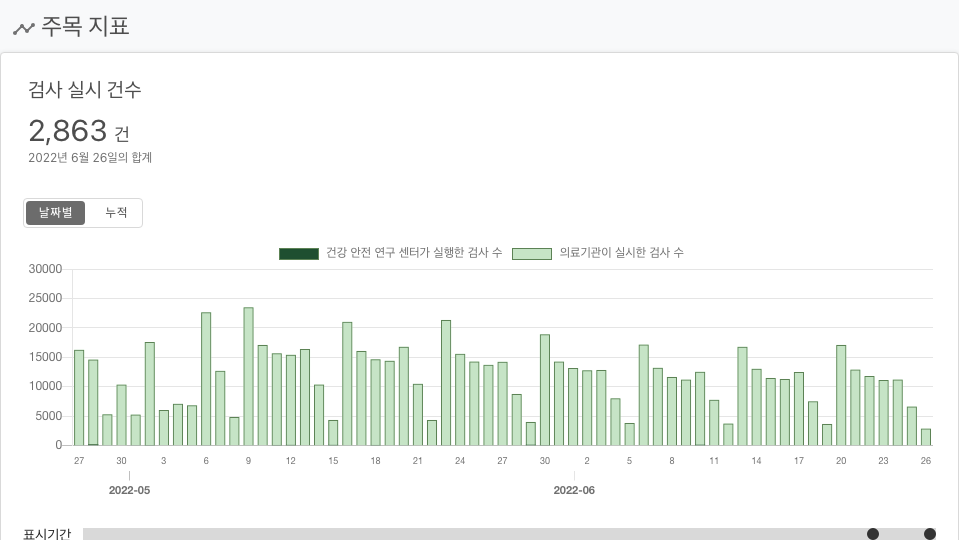 주목 지표
검사 실시 건수
2,863 건
2022년 6월 26일의 합계
날짜별 누적
건강 안전 연구 센터가 실행한 검사 수 의료기관이 실시한 검사 수
30000
25000
20000
15000
10000
5000
0
27 30 3 6 9 12 15 18 21 24 27 30 2 5 8 11 14 17 20 23 26
2022-05 2022-06
표시기간